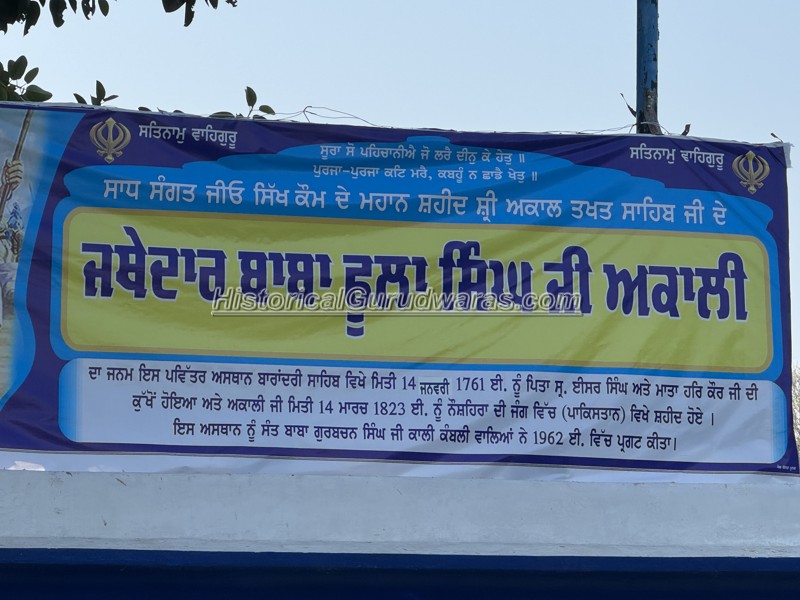 ਸਤਿਨਾਮੁ ਵਾਹਿਗੁਰੂ
ਸੂਰਾ ਸੋ ਪਹਿਚਾਨੀਐ ਜੋ ਲਰੈ ਦੀਨੁ ਕੇ ਹੇਤੁ ॥
ਪੁਰਜਾ-ਪੁਰਜਾ ਕਟਿ ਮਰੈ, ਕਬਹੂੰ ਨ ਛਾਡੈ ਖੇਤੁ ॥
ਸਤਿਨਾਮੁ ਵਾਹਿਗੁਰੂ
ਸਾਧ ਸੰਗਤ ਜੀਓ ਸਿੱਖ ਕੌਮ ਦੇ ਮਹਾਨ ਸ਼ਹੀਦ ਸ਼੍ਰੀ ਅਕਾਲ ਤਖਤ ਸਾਹਿਬ ਜੀ ਦੇ
ਜਥੇਦਾਰ ਬਾਬਾ ਫੂਲਾ ਸਿੰਘ ਜੀ ਅਕਾਲੀ
HistoricalGurudwaras.com
ਦਾ ਜਨਮ ਇਸ ਪਵਿੱਤਰ ਅਸਥਾਨ ਬਾਰਾਂਦਰੀ ਸਾਹਿਬ ਵਿਖੇ ਮਿਤੀ 14 ਜਨਵਰੀ 1761 ਈ. ਨੂੰ ਪਿਤਾ ਸ੍ਰ. ਈਸਰ ਸਿੰਘ ਅਤੇ ਮਾਤਾ ਹਰਿ ਕੌਰ ਜੀ ਦੀ
ਕੁੱਖੋਂ ਹੋਇਆ ਅਤੇ ਅਕਾਲੀ ਜੀ ਮਿਤੀ 14 ਮਾਰਚ 1823 ਈ. ਨੂੰ ਨੌਸ਼ਹਿਰਾ ਦੀ ਜੰਗ ਵਿੱਚ (ਪਾਕਿਸਤਾਨ) ਵਿਖੇ ਸ਼ਹੀਦ ਹੋਏ ।
ਇਸ ਅਸਥਾਨ ਨੂੰ ਸੰਤ ਬਾਬਾ ਗੁਰਬਚਨ ਸਿੰਘ ਜੀ ਕਾਲੀ ਕੰਬਲੀ ਵਾਲਿਆਂ ਨੇ 1962 ਈ. ਵਿੱਚ ਪ੍ਰਗਟ ਕੀਤਾ।